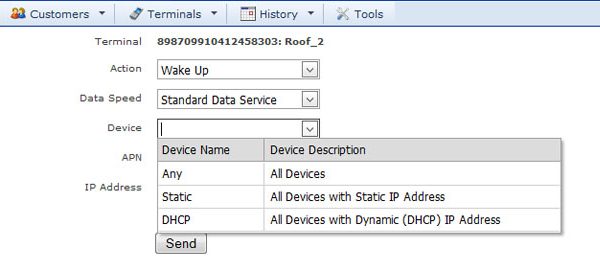 Customers Terminals History Tools
Terminal 898709910412458303: Roof_2
Action Wake Up
Data Speed Standard Data Service
Device
Device Name Device Description
APN
Any All Devices
IP Address
Static All Devices with Static IP Address
DHCP All Devices with Dynamic (DHCP) IP Address
Send